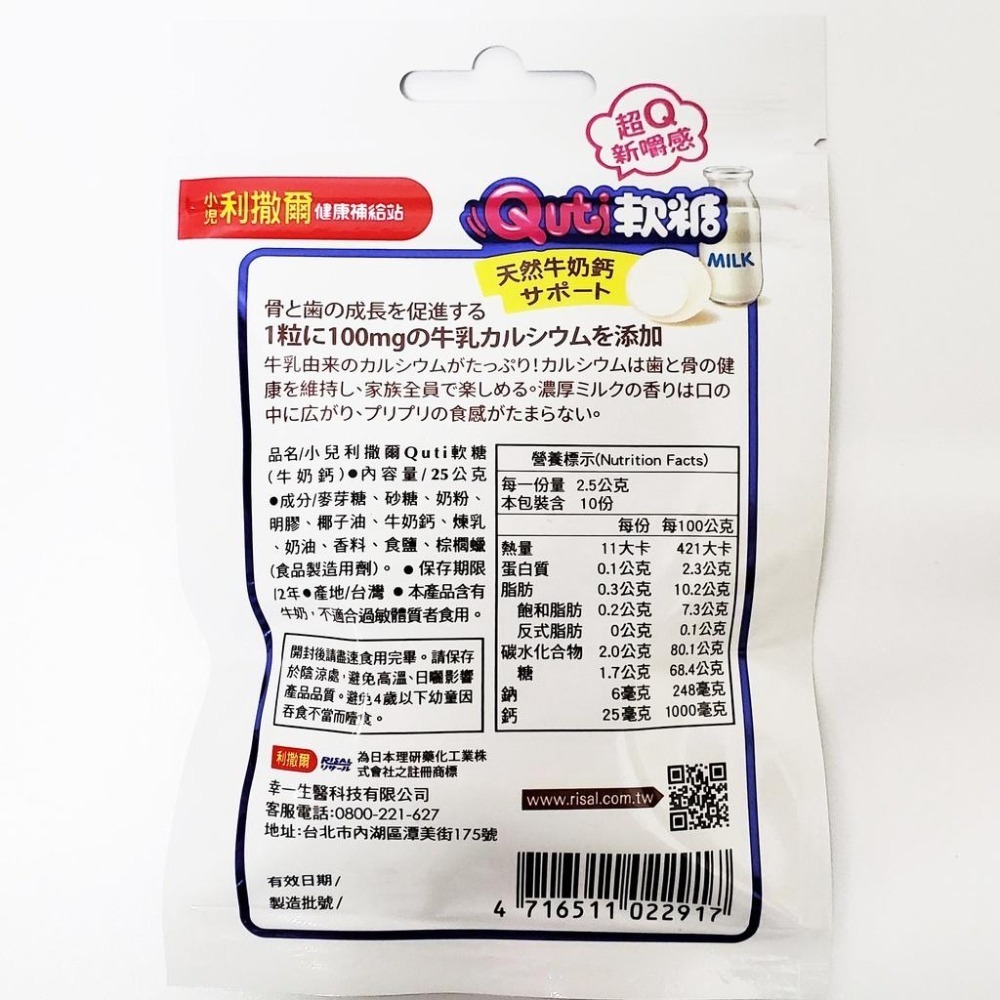 超Q
新嚼感
小兒利撒爾健康補給站
Quti軟糖
MILK
天然牛奶鈣
サポート
骨と歯の成長を促進する
1粒に100mgの牛乳カルシウムを添加
牛乳由来のカルシウムがたっぷり!カルシウムは歯と骨の健
康を維持し、家族全員で楽しめる。濃厚ミルクの香りは口の
中に広がり、プリプリの食感がたまらない。
品名/小兒利撒爾Quti軟糖
(牛奶鈣)●內容量/25公克
●成分/麥芽糖、砂糖、奶粉、
明膠、椰子油、牛奶鈣、煉乳
、奶油、香料、食鹽、棕櫚蠟
(食品製造用劑)。●保存期限
/2年●產地/台灣 ●本產品含有
牛奶,不適合過敏體質者食用。
開封後請盡速食用完畢。請保存
於陰涼處,避免高溫、日曬影響
產品品質。避免4歲以下幼童因
吞食不當而噎食。
營養標示(Nutrition Facts)
每一份量 2.5公克
本包裝含 10份
每份 每100公克
熱量 11大卡 421大卡
蛋白質 0.1公克 2.3公克
脂肪 0.3公克 10.2公克
飽和脂肪 0.2公克 7.3公克
反式脂肪 0公克 0.1公克
碳水化合物 2.0公克 80.1公克
糖 1.7公克 68.4公克
鈉 6毫克 248毫克
鈣 25毫克 1000毫克
利撒爾 RISAL リサール 為日本理研藥化工業株
式會社之註冊商標
幸一生醫科技有限公司
客服電話:0800-221-627
地址:台北市內湖區潭美街175號
www.risal.com.tw
有效日期/
製造批號/
4 716511 022917